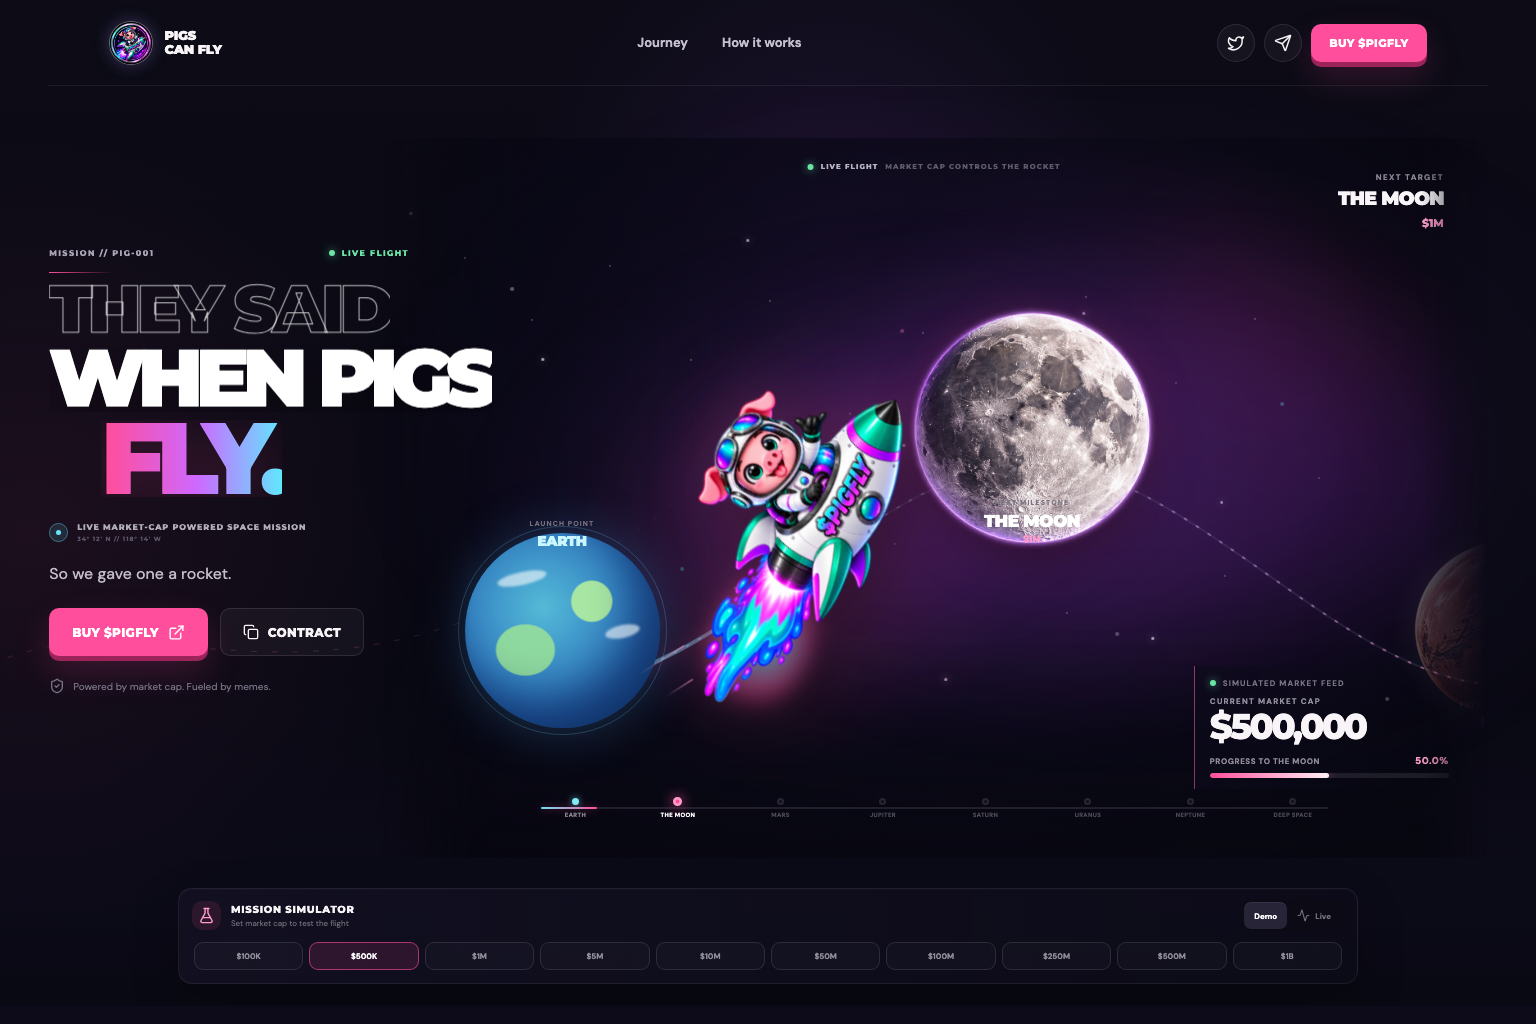 PIGS
CAN FLY
Journey
How it works
BUY $PIGFLY
LIVE FLIGHT MARKET CAP CONTROLS THE ROCKET
NEXT TARGET
THE MOON
$1M
MISSION // PIG-001
LIVE FLIGHT
THEY SAID
WHEN PIGS
FLY.
LIVE MARKET-CAP POWERED SPACE MISSION
34° 12' N // 118° 14' W
So we gave one a rocket.
BUY $PIGFLY
CONTRACT
Powered by market cap. Fueled by memes.
LAUNCH POINT
EARTH
$PIGFLY
MILESTONE
THE MOON
SIMULATED MARKET FEED
CURRENT MARKET CAP
$500,000
PROGRESS TO THE MOON 50.0%
EARTH
THE MOON
MARS
JUPITER
SATURN
URANUS
NEPTUNE
DEEP SPACE
MISSION SIMULATOR
Set market cap to test the flight
Demo
Live
$100K
$500K
$1M
$5M
$10M
$50M
$100M
$250M
$500M
$1B